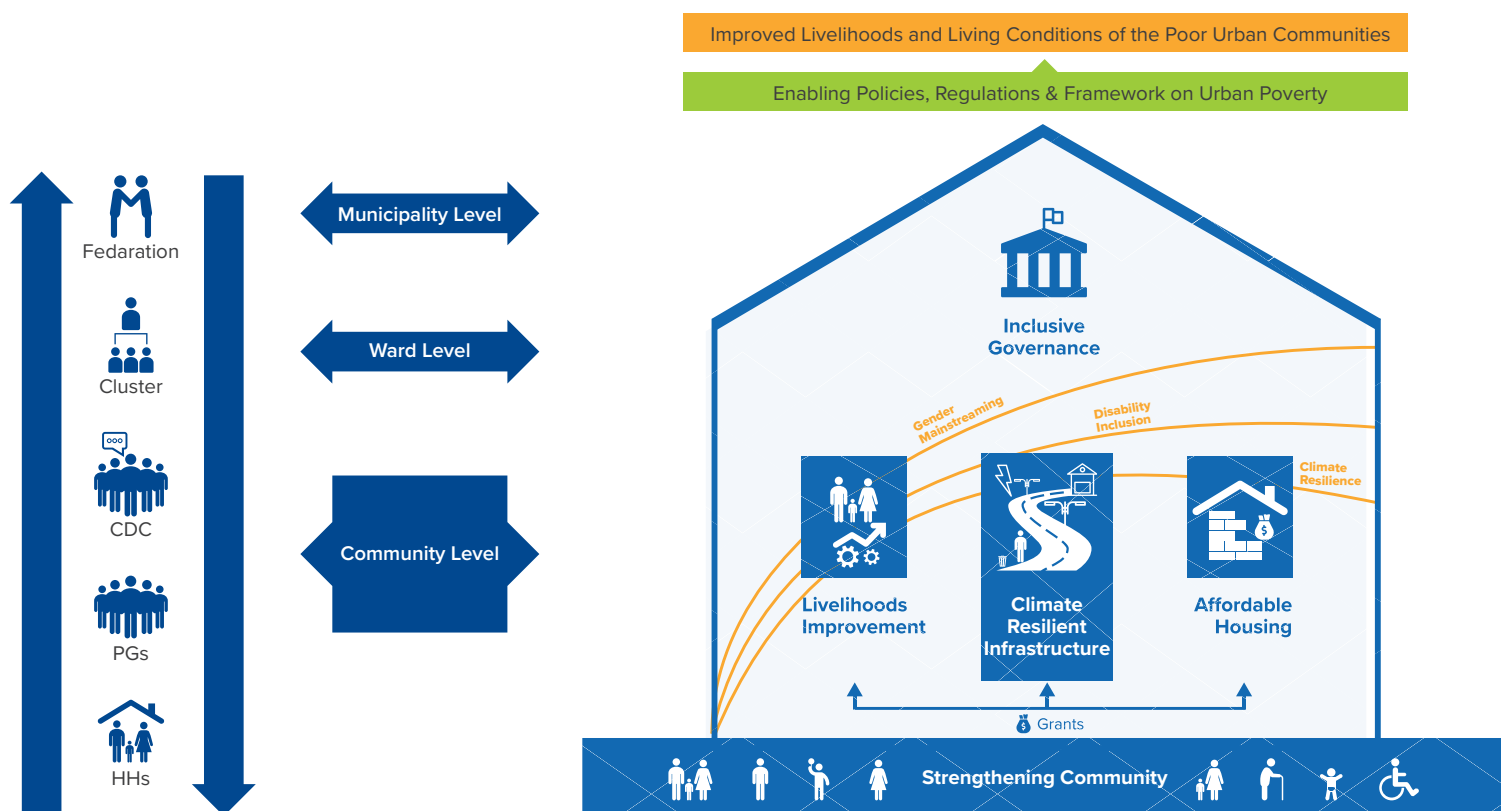 Improved Livelihoods and Living Conditions of the Poor Urban Communities
Enabling Policies, Regulations & Framework on Urban Poverty
Fedaration
Cluster
CDC
PGs
HHs
Municipality Level
Ward Level
Community Level
Inclusive
Governance
Gender
Mainstreaming
Disability
Inclusion
Climate
Resilience
Livelihoods
Improvement
Climate
Resilient
Infrastructure
Affordable
Housing
$ Grants
Strengthening Community